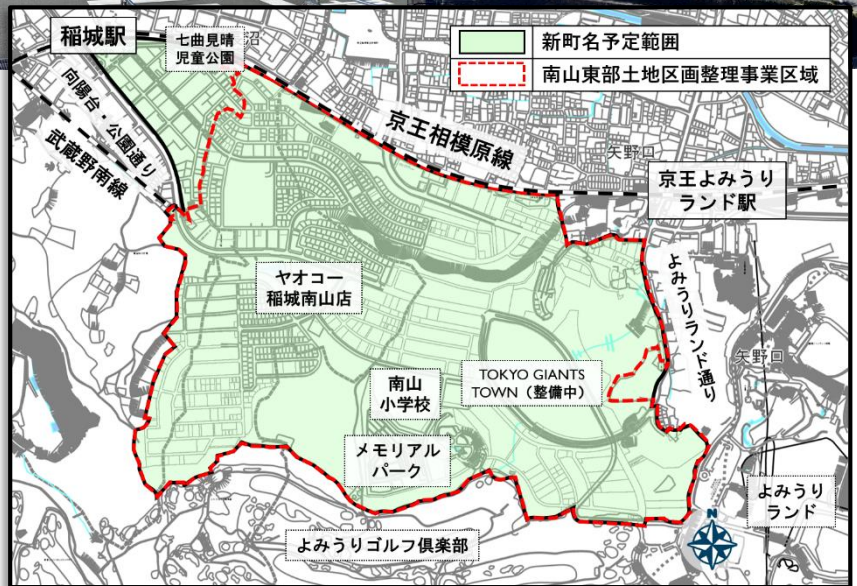 稲城駅
七曲見晴
児童公園
沼
新町名予定範囲
南山東部土地区画整理事業区域
向陽台・公園通り
武蔵野南線
京王相模原線
矢野口
京王よみうり
ランド駅
ヤオコー
稲城南山店
よみうりランド通り
矢野口
南山
小学校
TOKYO GIANTS
TOWN（整備中）
メモリアル
パーク
よみうり
ランド
よみうりゴルフ倶楽部
N